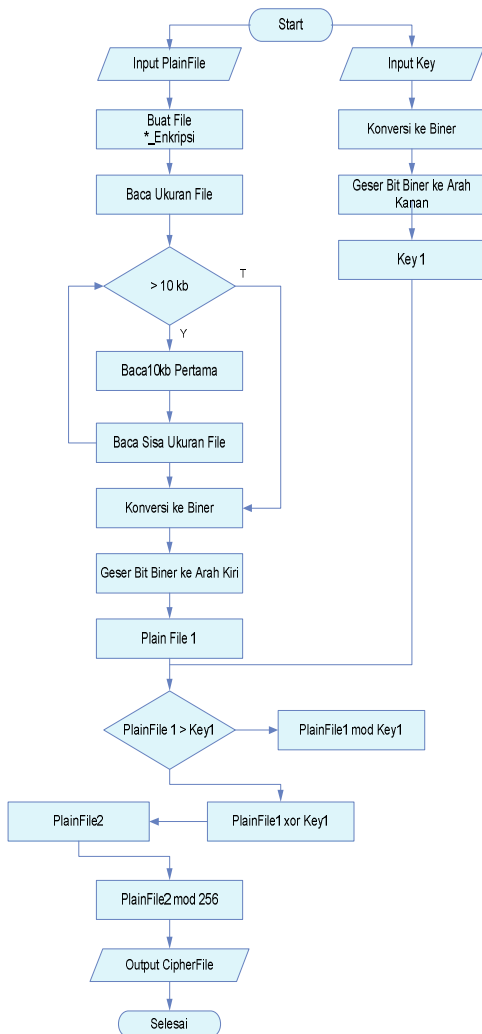 Start
Input PlainFile
Input Key
Buat File
*_Enkripsi
Konversi ke Biner
Baca Ukuran File
Geser Bit Biner ke Arah
Kanan
Key 1
> 10 kb
T
Y
Baca10kb Pertama
Baca Sisa Ukuran File
Konversi ke Biner
Geser Bit Biner ke Arah Kiri
Plain File 1
PlainFile 1 > Key1
PlainFile1 mod Key1
PlainFile1 xor Key1
PlainFile2
PlainFile2 mod 256
Output CipherFile
Selesai